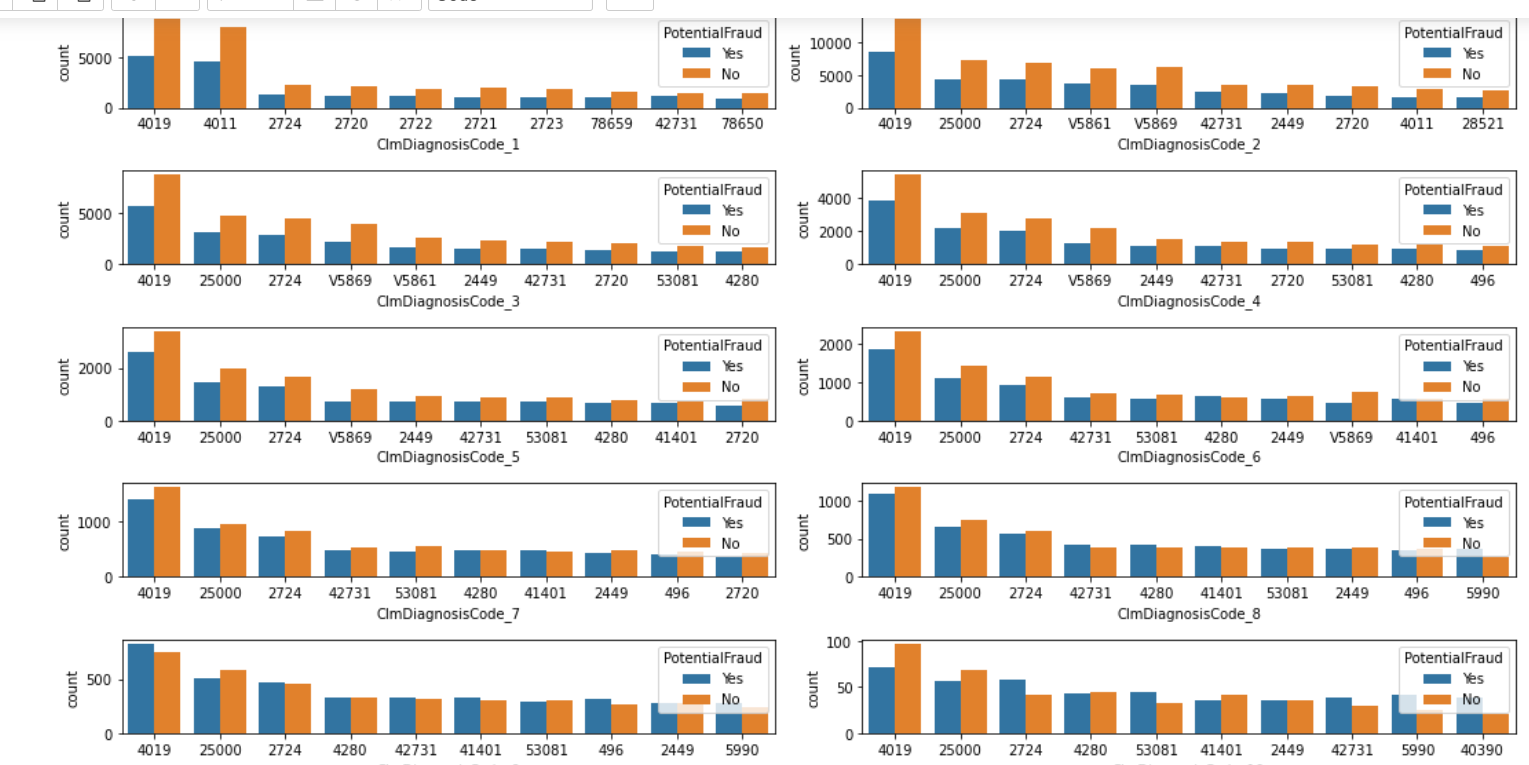 PotentialFraud
Yes
No
5000
0
count
4019 4011 2724 2720 2722 2721 2723 78659 42731 78650
ClmDiagnosisCode_1
PotentialFraud
Yes
No
10000
5000
0
count
4019 25000 2724 V5861 V5869 42731 2449 2720 4011 28521
ClmDiagnosisCode_2
PotentialFraud
Yes
No
5000
0
count
4019 25000 2724 V5869 V5861 2449 42731 2720 53081 4280
ClmDiagnosisCode_3
PotentialFraud
Yes
No
4000
2000
0
count
4019 25000 2724 V5869 2449 42731 2720 53081 4280 496
ClmDiagnosisCode_4
PotentialFraud
Yes
No
2000
0
count
4019 25000 2724 V5869 2449 42731 53081 4280 41401 2720
ClmDiagnosisCode_5
PotentialFraud
Yes
No
2000
1000
0
count
4019 25000 2724 42731 53081 4280 2449 V5869 41401 496
ClmDiagnosisCode_6
PotentialFraud
Yes
No
1000
0
count
4019 25000 2724 42731 53081 4280 41401 2449 496 2720
ClmDiagnosisCode_7
PotentialFraud
Yes
No
1000
500
0
count
4019 25000 2724 42731 4280 41401 53081 2449 496 5990
ClmDiagnosisCode_8
PotentialFraud
Yes
No
500
0
count
4019 25000 2724 4280 42731 41401 53081 496 2449 5990
PotentialFraud
Yes
No
100
50
0
count
4019 25000 2724 4280 53081 41401 2449 42731 5990 40390